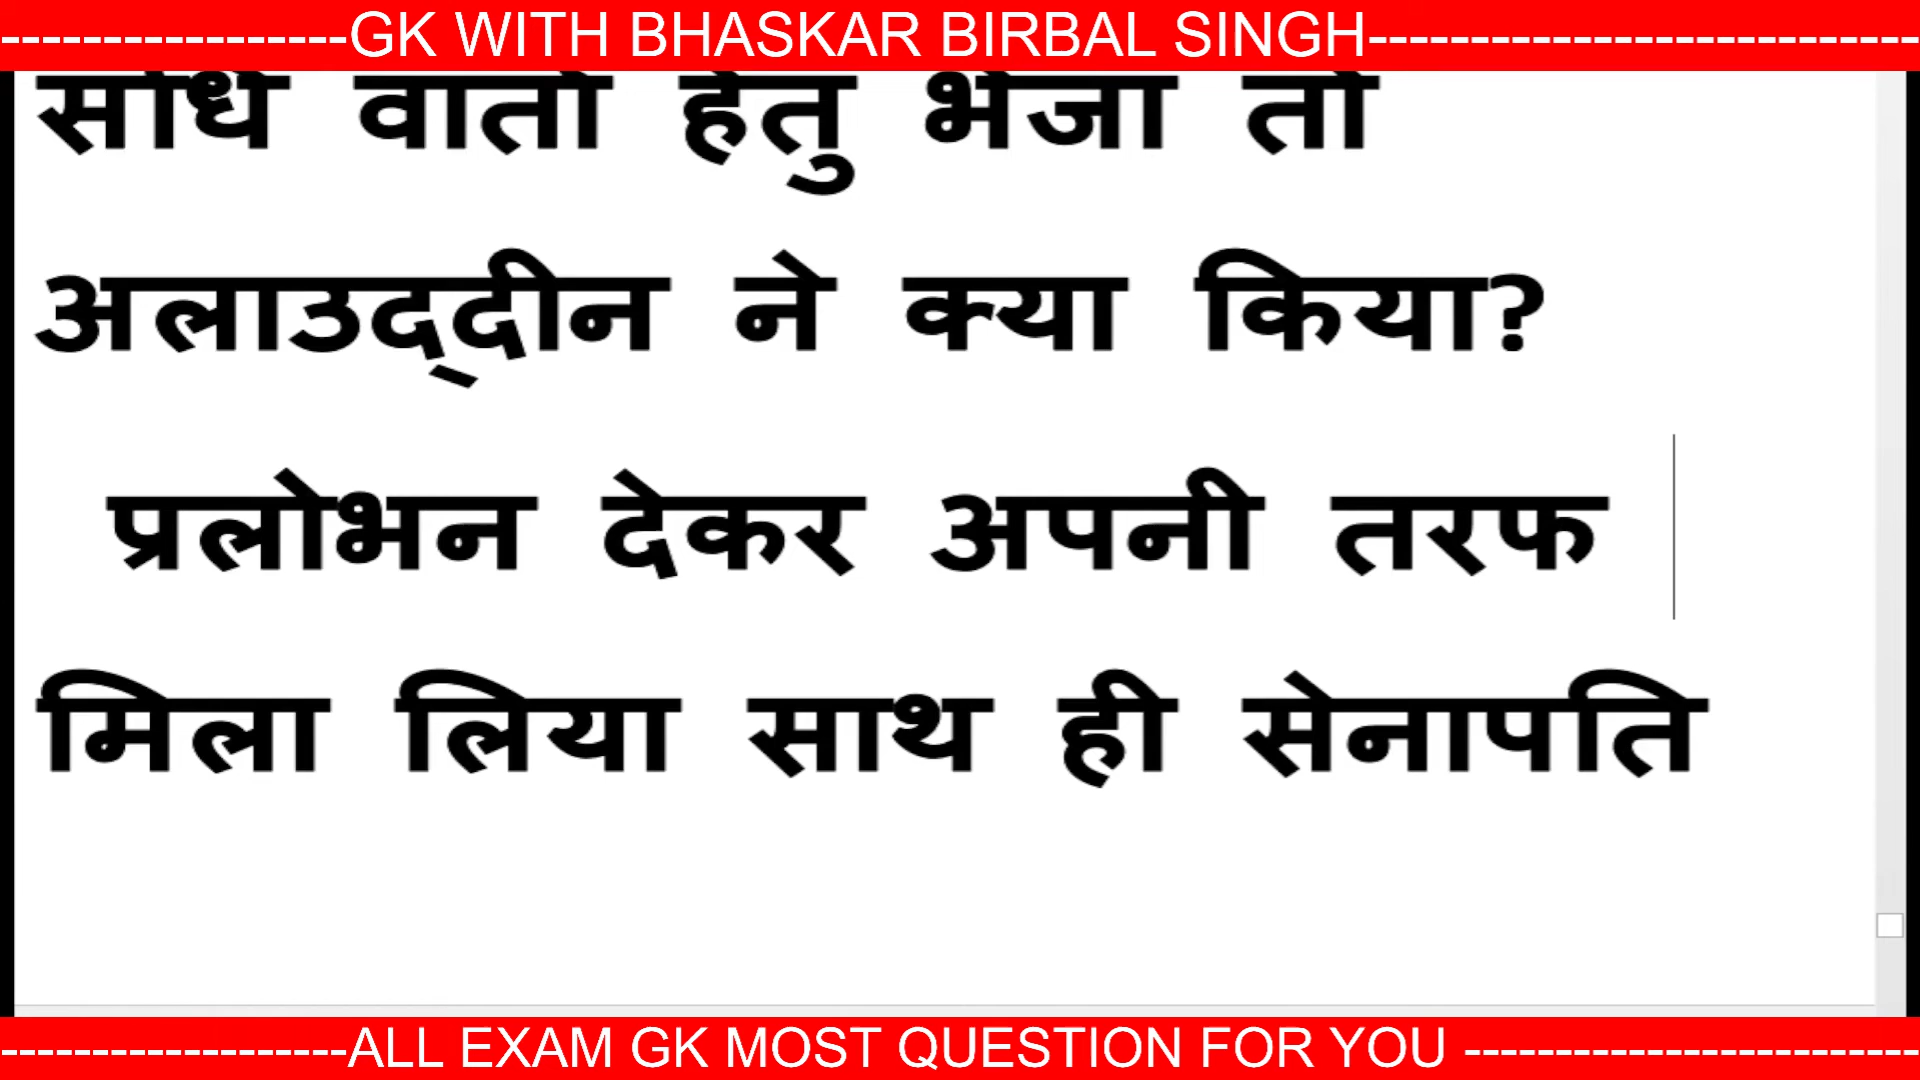 -----------------GK WITH BHASKAR BIRBAL SINGH---------------------------
संधि वार्ता हेतु भेजा तो
अलाउद्दीन ने क्या किया?
प्रलोभन देकर अपनी तरफ
मिला लिया साथ ही सेनापति
-----------------ALL EXAM GK MOST QUESTION FOR YOU ----------------------